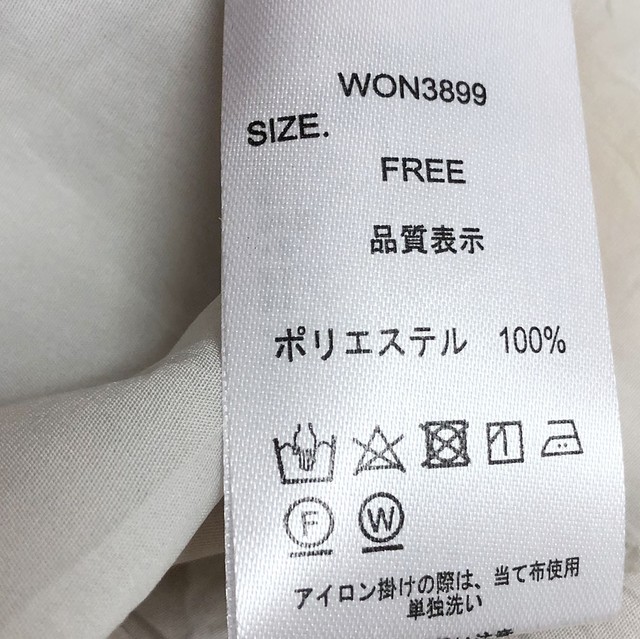 WON3899
SIZE.
FREE
品質表示
ポリエステル 100%
F W
アイロン掛けの際は、当て布使用
単独洗い